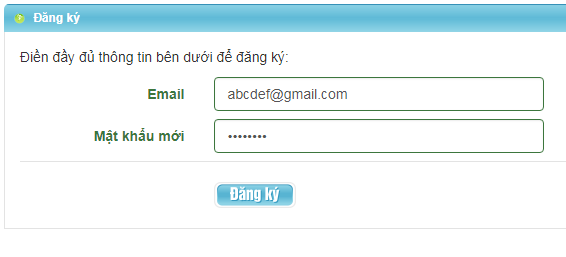 Đăng ký
Điền đầy đủ thông tin bên dưới để đăng ký:
Email abcdef@gmail.com
Mật khẩu mới ••••••••
Đăng ký